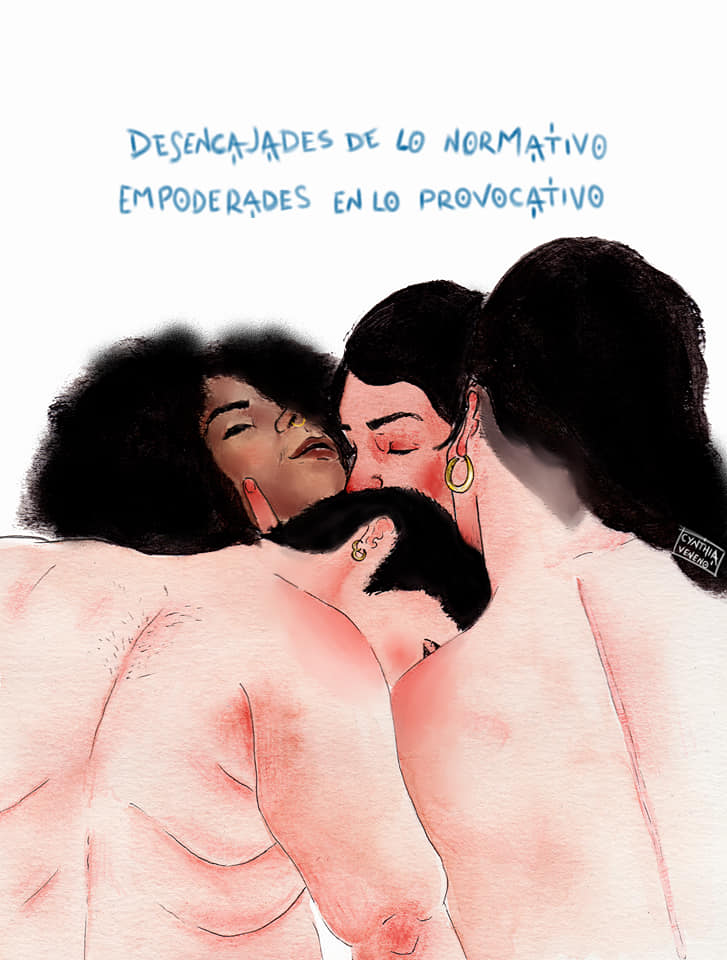 DESENCAJADES DE LO NORMATIVO
EMPODERADES EN LO PROVOCATIVO
CYNTHIA
VENENO